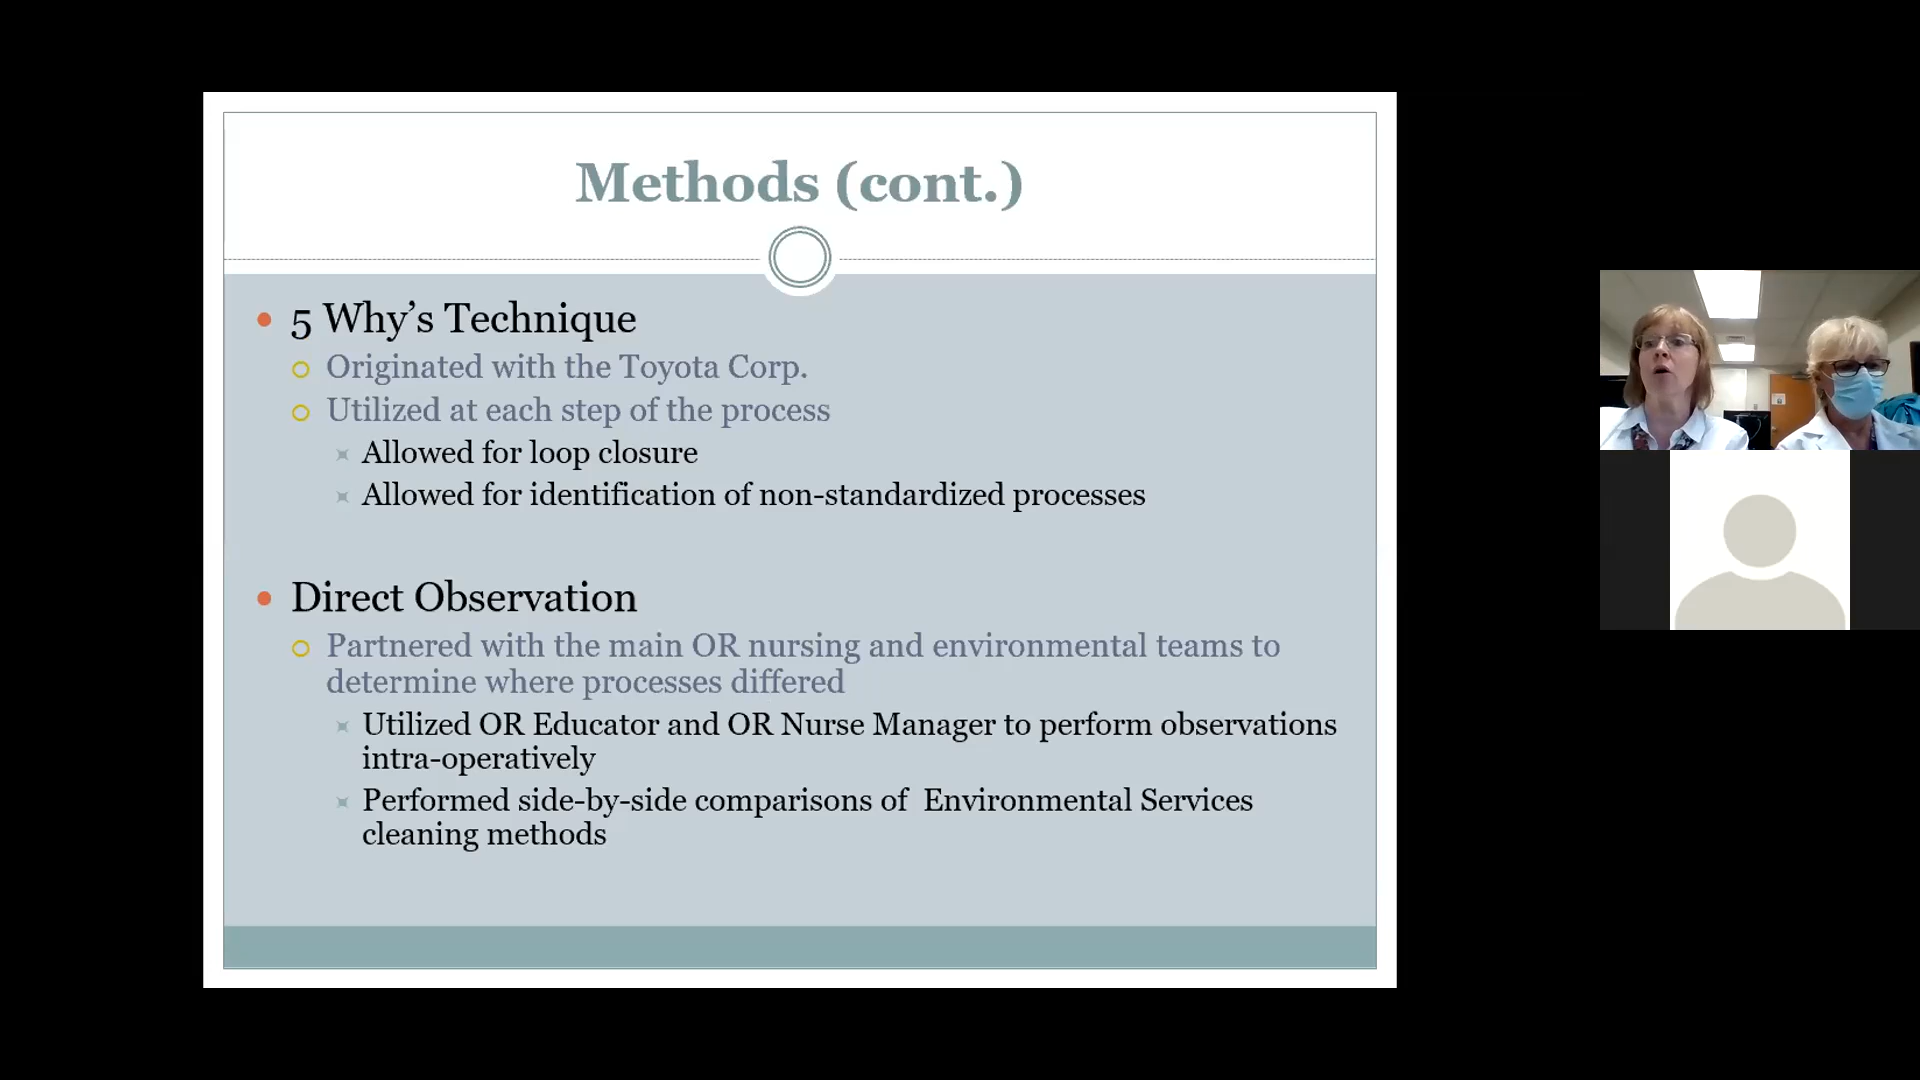 Methods (cont.)
5 Why’s Technique
Originated with the Toyota Corp.
Utilized at each step of the process
Allowed for loop closure
Allowed for identification of non-standardized processes
Direct Observation
Partnered with the main OR nursing and environmental teams to
determine where processes differed
Utilized OR Educator and OR Nurse Manager to perform observations
intra-operatively
Performed side-by-side comparisons of  Environmental Services
cleaning methods